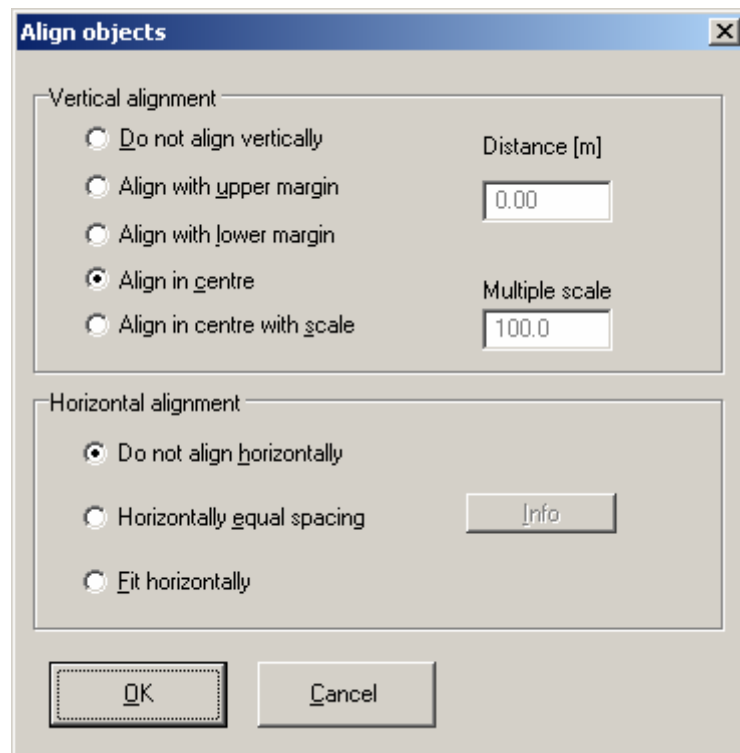 Align objects
Vertical alignment
Do not align vertically
Distance [m]
Align with upper margin
0.00
Align with lower margin
Align in centre
Multiple scale
Align in centre with scale
100.0
Horizontal alignment
Do not align horizontally
Horizontally equal spacing
Info
Fit horizontally
OK
Cancel